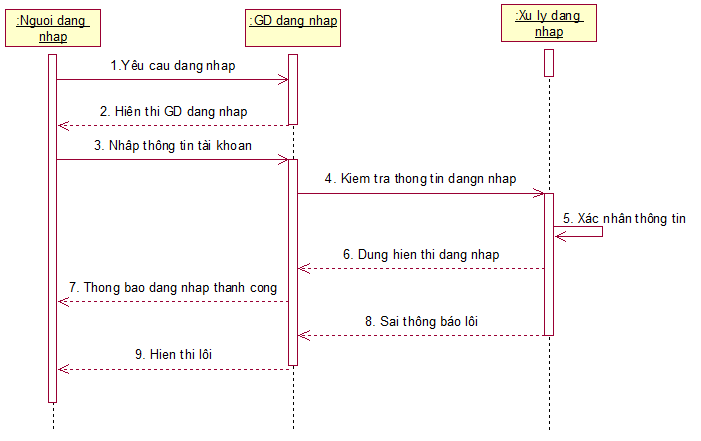 :Nguoi dang
nhap
:GD dang nhap
:Xu ly dang
nhap
1.Yêu cau dang nhap
2. Hiên thi GD dang nhap
3. Nhâp thông tin tài khoan
4. Kiem tra thong tin dangn nhap
5. Xác nhân thông tin
6. Dung hien thi dang nhap
7. Thong bao dang nhap thanh cong
8. Sai thông báo lôi
9. Hien thi lôi